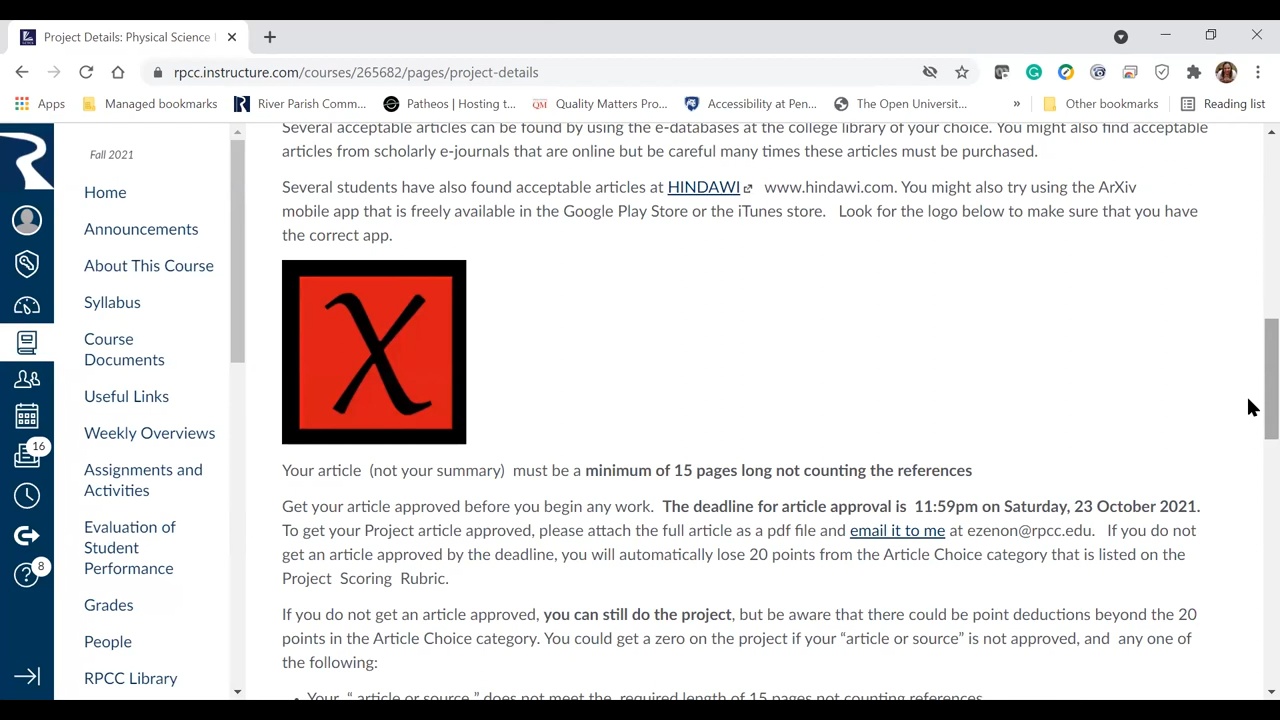 Project Details: Physical Science
rpcc.instructure.com/courses/265682/pages/project-details
Apps
Managed bookmarks
River Parish Comm...
Patheos | Hosting t...
QM
Quality Matters Pro...
Accessibility at Pen...
The Open Universit...
»
Other bookmarks
Reading list
Fall 2021
Home
Announcements
About This Course
Syllabus
Course
Documents
Useful Links
Weekly Overviews
Assignments and
Activities
Evaluation of
Student
Performance
Grades
People
RPCC Library
16
8
Several acceptable articles can be found by using the e-databases at the college library of your choice. You might also find acceptable
articles from scholarly e-journals that are online but be careful many times these articles must be purchased.
Several students have also found acceptable articles at HINDAWI www.hindawi.com. You might also try using the ArXiv
mobile app that is freely available in the Google Play Store or the iTunes store. Look for the logo below to make sure that you have
the correct app.
X
Your article (not your summary) must be a minimum of 15 pages long not counting the references
Get your article approved before you begin any work. The deadline for article approval is 11:59pm on Saturday, 23 October 2021.
To get your Project article approved, please attach the full article as a pdf file and email it to me at ezenon@rpcc.edu. If you do not
get an article approved by the deadline, you will automatically lose 20 points from the Article Choice category that is listed on the
Project Scoring Rubric.
If you do not get an article approved, you can still do the project, but be aware that there could be point deductions beyond the 20
points in the Article Choice category. You could get a zero on the project if your “article or source” is not approved, and any one of
the following:
• Your “ article or source ” does not meet the required length of 15 pages not counting references